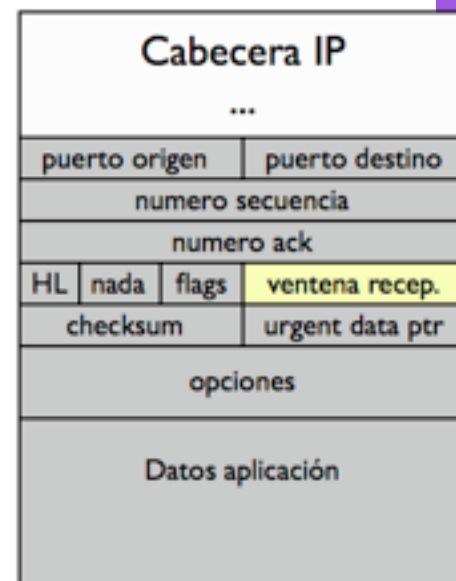 Cabecera IP
...
puerto origen puerto destino
numero secuencia
numero ack
HL nada flags ventena recep.
checksum urgent data ptr
opciones
Datos aplicación